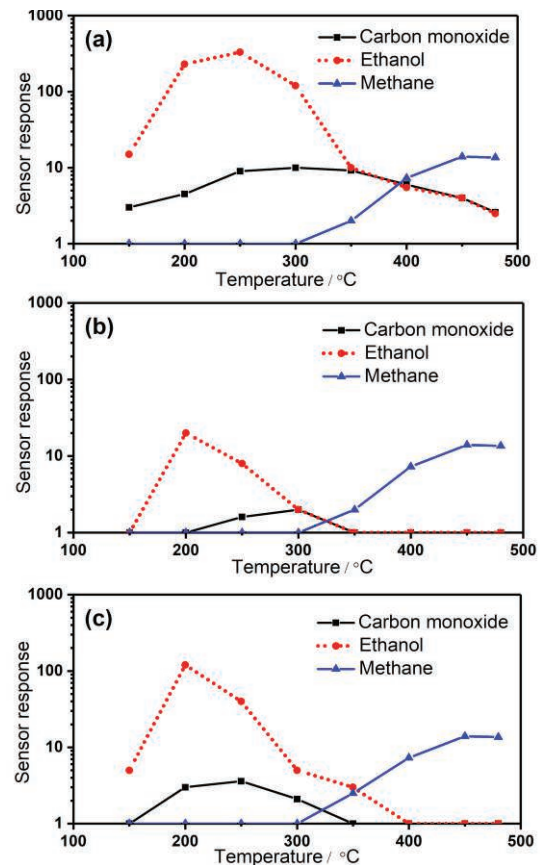 (a)
Carbon monoxide
Ethanol
Methane
Sensor response
1000
100
10
1
100 200 300 400 500
Temperature / °C
(b)
Carbon monoxide
Ethanol
Methane
Sensor response
1000
100
10
1
100 200 300 400 500
Temperature / °C
(c)
Carbon monoxide
Ethanol
Methane
Sensor response
1000
100
10
1
100 200 300 400 500
Temperature / °C